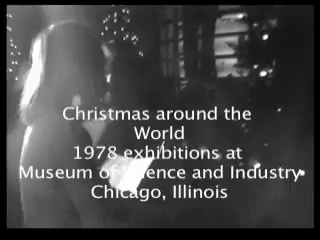 Christmas around the
World
1978 exhibitions at
Museum of Science and Industry
Chicago, Illinois